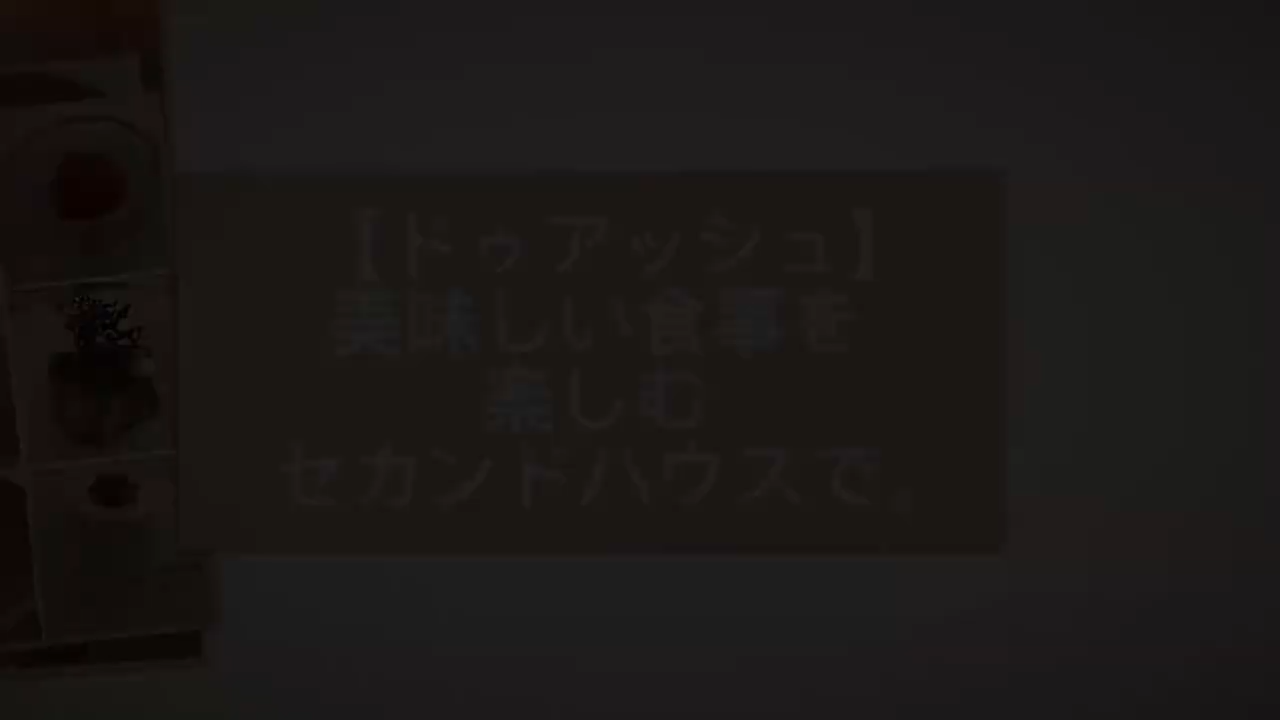 【ドゥアッシュ】
美味しい食事を
楽しむ
セカンドハウスで。